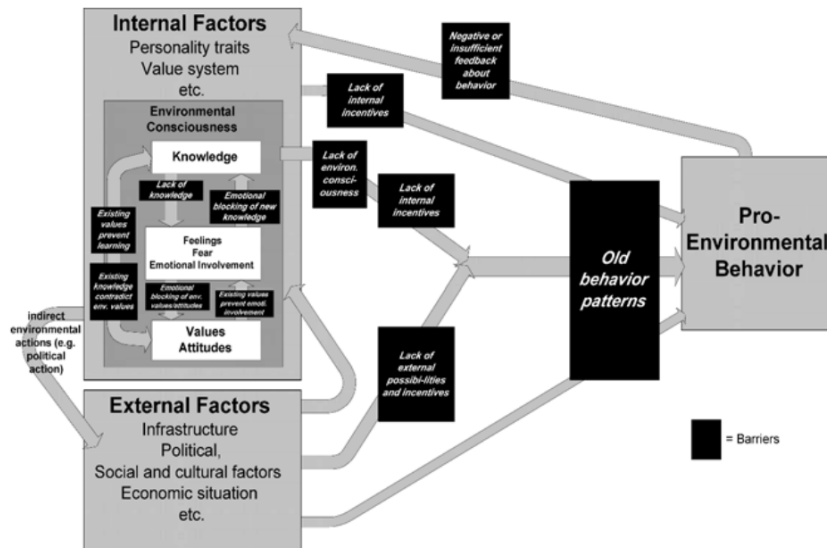 Internal Factors
Personality traits
Value system
etc.
Environmental
Consciousness
Knowledge
Lack of
knowledge
Emotional
blocking of new
knowledge
Existing
values
prevent
learning
Feelings
Fear
Emotional Involvement
Existing
knowledge
contradict
env. values
Emotional
blocking of env.
values/attitudes
Existing values
prevent emoti.
involvement
Values
Attitudes
indirect
environmental
actions (e.g.
political
action)
External Factors
Infrastructure
Political,
Social and cultural factors
Economic situation
etc.
Lack of
internal
incentives
Lack of
environ.
consci-
ousness
Lack of
internal
incentives
Lack of
external
possibi-lities
and incentives
Negative or
insufficient
feedback
about
behavior
Old
behavior
patterns
Pro-
Environmental
Behavior
= Barriers